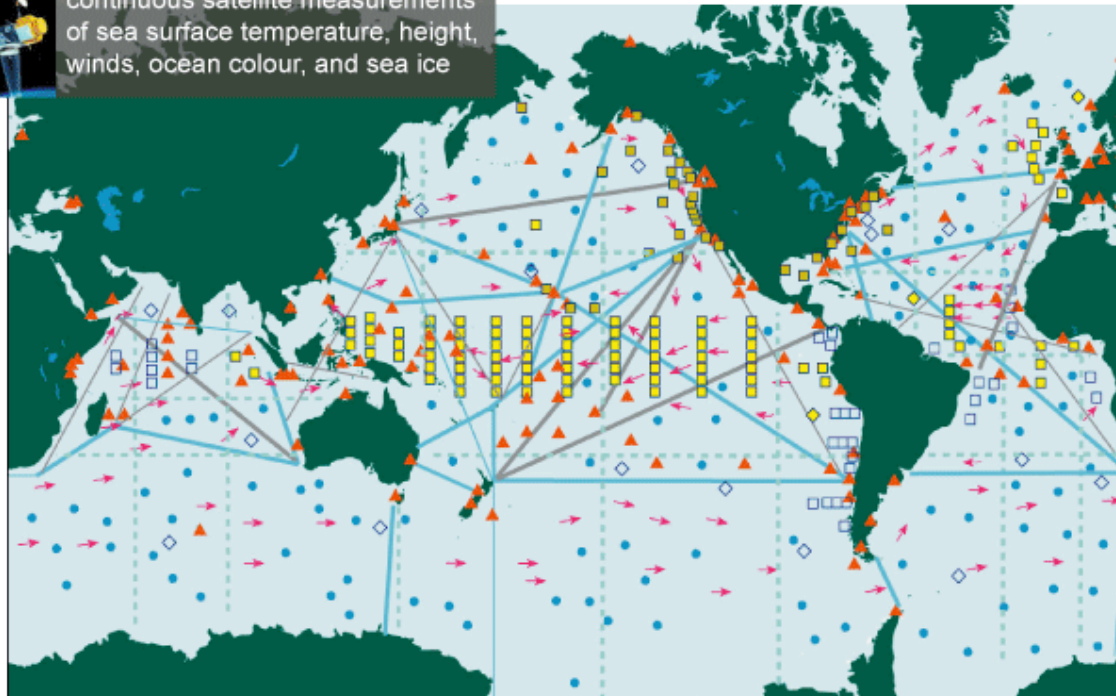 continuous satellite measurements
of sea surface temperature, height,
winds, ocean colour, and sea ice